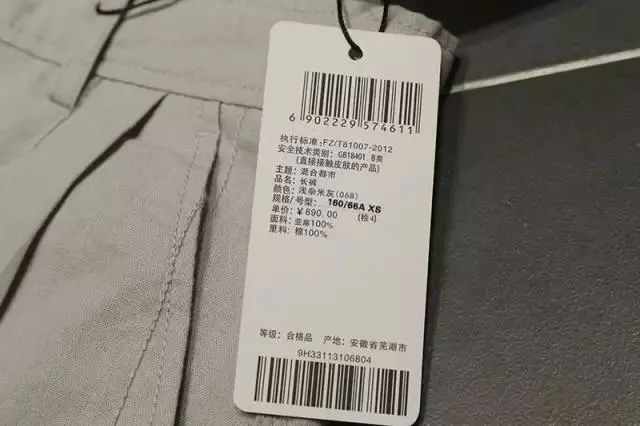 6 902229 574611
执行标准:FZ/T81007-2012
安全技术类别: GB18401 B类
(直接接触皮肤的产品)
主题: 混合都市
品名: 长裤
颜色: 浅杂米灰(068)
规格/号型: 160/66A XS
单价: ¥890.00 (检4)
面料: 亚麻100%
里料: 棉100%
等级: 合格品 产地: 安徽省芜湖市
9H33113106804